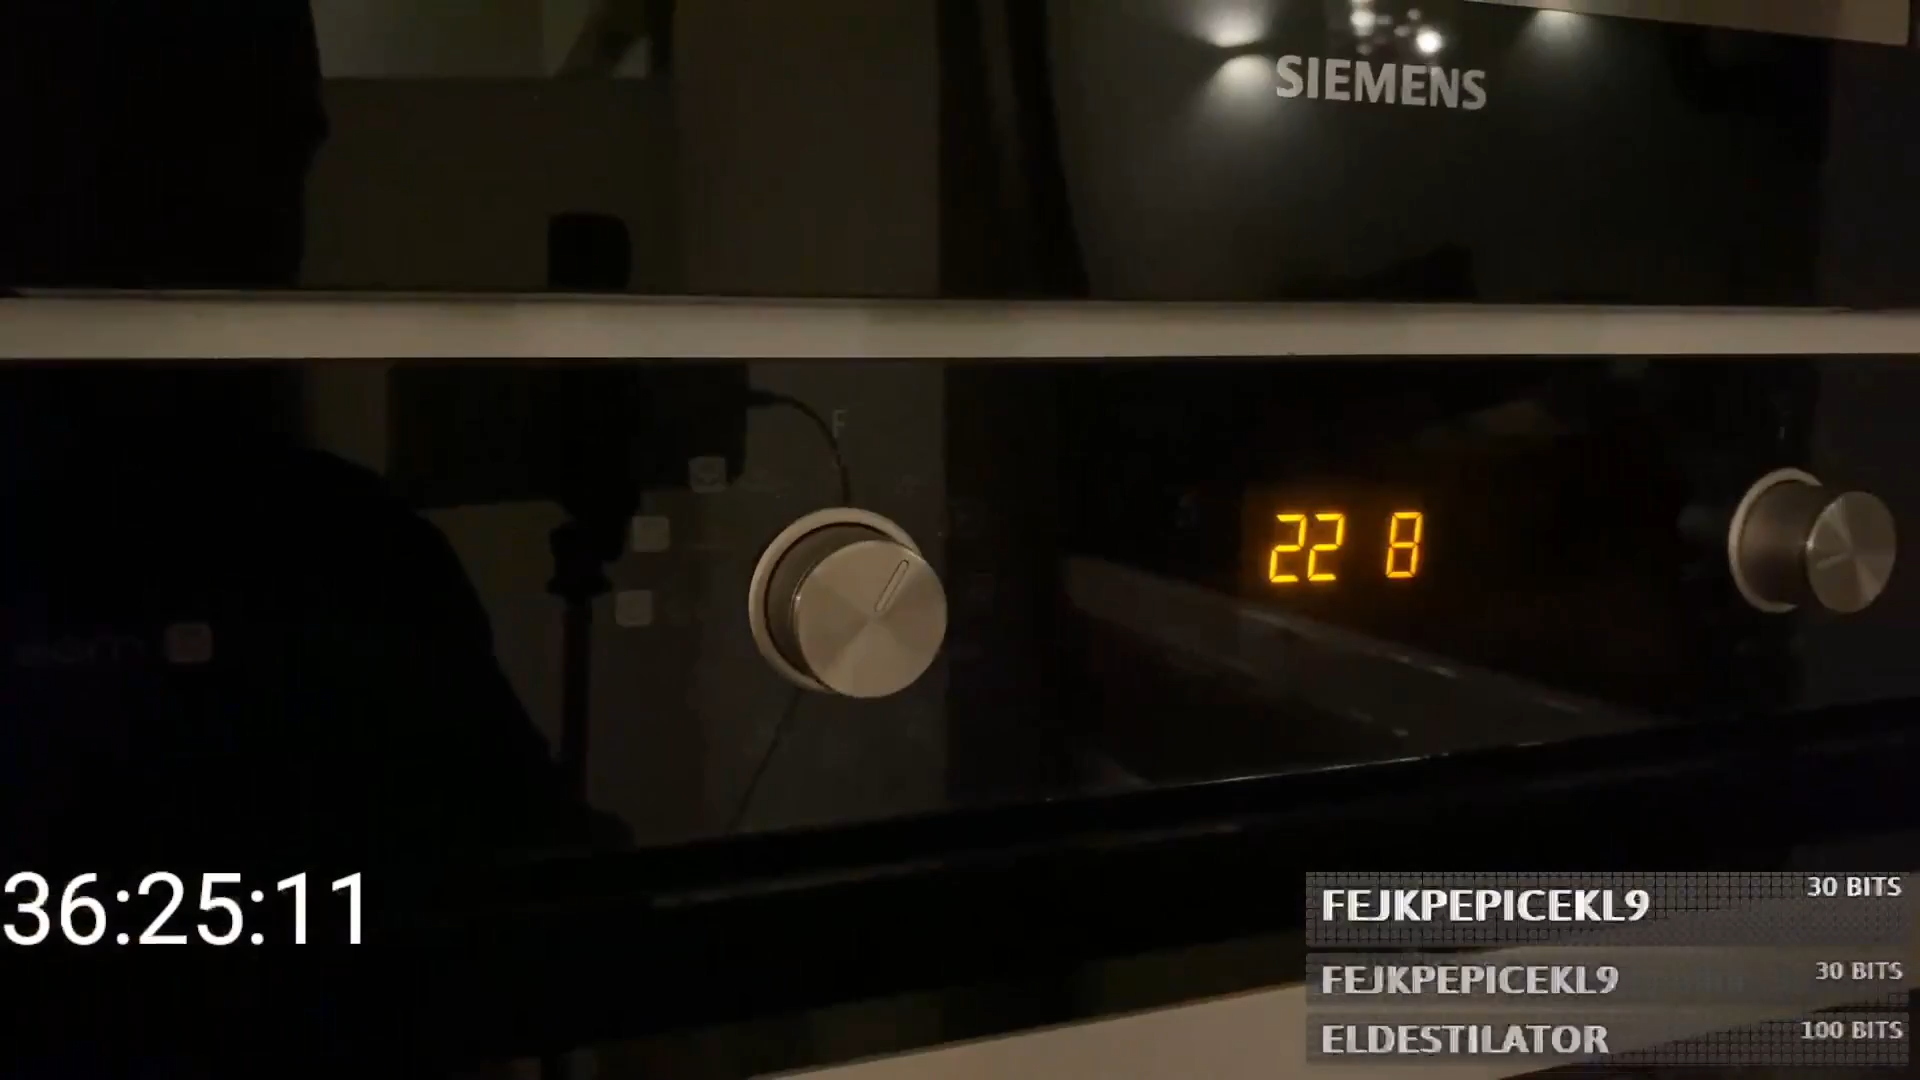 SIEMENS
F
22 8
36:25:11
FEJKPEPICEKL9 30 BITS
FEJKPEPICEKL9 30 BITS
ELDESTILATOR 100 BITS